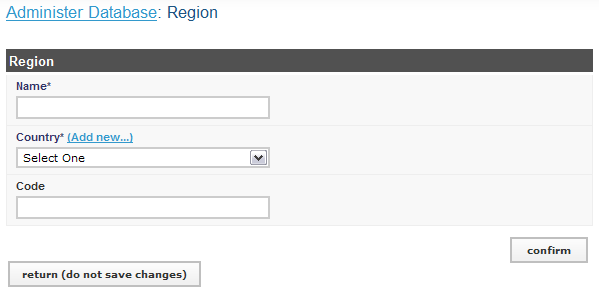 Administer Database: Region
Region
Name*
Country* (Add new...)
Select One
Code
confirm
return (do not save changes)